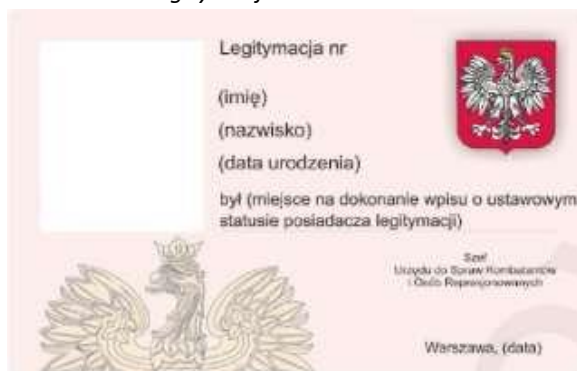 Legitymacja nr
(imię)
(nazwisko)
(data urodzenia)
był (miejsce na dokonanie wpisu o ustawowym
statusie posiadacza legitymacji)
Szef
Urzędu do Spraw Kombatantów
i Osób Represjonowanych
Warszawa, (data)